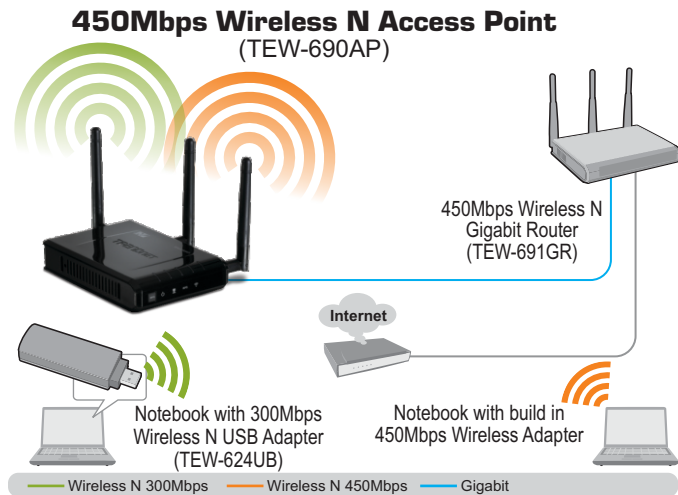 450Mbps Wireless N Access Point
(TEW-690AP)
TRENDNET
450Mbps Wireless N
Gigabit Router
(TEW-691GR)
Internet
Notebook with 300Mbps
Wireless N USB Adapter
(TEW-624UB)
Notebook with build in
450Mbps Wireless Adapter
Wireless N 300Mbps
Wireless N 450Mbps
Gigabit